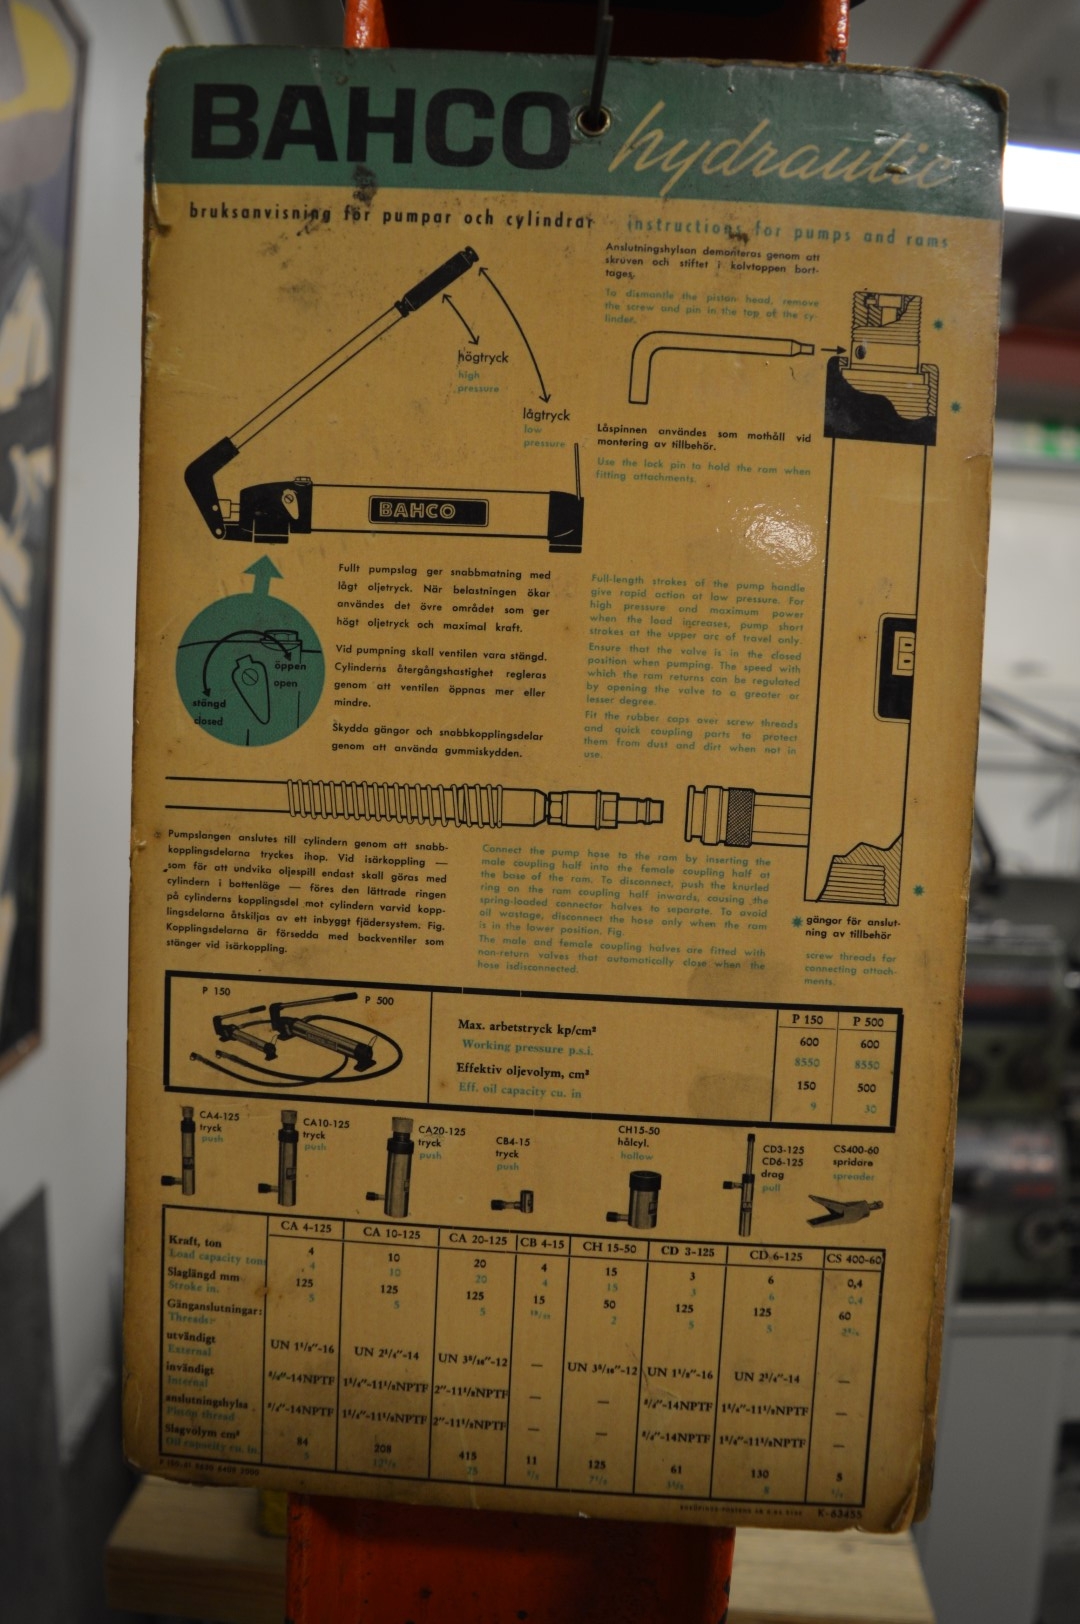 BAHCO hydraulic
bruksanvisning för pumpar och cylindrar
instructions for pumps and rams
Anslutningshylsan demonteras genom att
skruven och stiftet i kolvtoppen bort-
tages.
To dismantle the piston head, remove
the screw and pin in the top of the cy-
linder.
högtryck
high
pressure
lågtryck
low
pressure
Låspinnen användes som mothåll vid
montering av tillbehör.
Use the lock pin to hold the ram when
fitting attachments.
BAHCO
Fullt pumpslag ger snabbmatning med
lågt oljetryck. När belastningen ökar
användes det övre området som ger
högt oljetryck och maximal kraft.
Vid pumpning skall ventilen vara stängd.
Cylinderns återgångshastighet regleras
genom att ventilen öppnas mer eller
mindre.
Skydda gängor och snabbkopplingsdelar
genom att använda gummiskydden.
Full-length strokes of the pump handle
give rapid action at low pressure. For
high pressure and maximum power
when the load increases, pump short
strokes at the upper arc of travel only.
Ensure that the valve is in the closed
position when pumping. The speed with
which the ram returns can be regulated
by opening the valve to a greater or
lesser degree.
Fit the rubber caps over screw threads
and quick coupling parts to protect
them from dust and dirt when not in
use.
öppen
open
stängd
closed
Pumpslangen anslutes till cylindern genom att snabb-
kopplingsdelarna tryckes ihop. Vid isärkoppling —
som för att undvika oljespill endast skall göras med
cylindern i bottenläge — föres den lättrade ringen
på cylinderns kopplingsdel mot cylindern varvid kopp-
lingsdelarna åtskiljas av ett inbyggt fjädersystem. Fig.
Kopplingsdelarna är försedda med backventiler som
stänger vid isärkoppling.
Connect the pump hose to the ram by inserting the
male coupling half into the female coupling half at
the base of the ram. To disconnect, push the knurled
ring on the ram coupling half inwards, causing the
spring-loaded connector halves to separate. To avoid
oil wastage, disconnect the hose only when the ram
is in the lower position. Fig.
The male and female coupling halves are fitted with
non-return valves that automatically close when the
hose isdisconnected.
gängor för anslut-
ning av tillbehör
screw threads for
connecting attach-
ments.
P 150
P 500
P 150 P 500
Max. arbetstryck kp/cm² 600 600
Working pressure p.s.i. 8550 8550
Effektiv oljevolym, cm³ 150 500
Eff. oil capacity cu. in 9 30
CA4-125
tryck
push
CA10-125
tryck
push
CA20-125
tryck
push
CB4-15
tryck
push
CH15-50
hålcyl.
hollow
CD3-125
CD6-125
drag
pull
CS400-60
spridare
spreader
CA 4-125 CA 10-125 CA 20-125 CB 4-15 CH 15-50 CD 3-125 CD 6-125 CS 400-60
Kraft, ton 4 10 20 4 15 3 6 0,4
Load capacity tons 4 10 20 4 15 3 6 0,4
Slaglängd mm 125 125 125 15 50 125 125 60
Stroke in. 5 5 5 2 5 5
Gänganslutningar:
Threads:
utvändigt UN 1¹/₂"-16 UN 2¹/₄"-14 UN 3⁵/₁₆"-12 — UN 3⁵/₁₆"-12 UN 1¹/₂"-16 UN 2¹/₄"-14 —
External
invändigt ³/₄"-14NPTF 1¹/₄"-11¹/₂NPTF 2"-11¹/₂NPTF — — ³/₄"-14NPTF 1¹/₄"-11¹/₂NPTF —
Internal
anslutningshylsa ³/₄"-14NPTF 1¹/₄"-11¹/₂NPTF 2"-11¹/₂NPTF — — ³/₄"-14NPTF 1¹/₄"-11¹/₂NPTF —
Piston thread
Slagvolym cm³ 84 208 415 11 125 61 130 5
Oil capacity cu. in. 5 12¹/₂ 25 7¹/₂ 8
K-63455